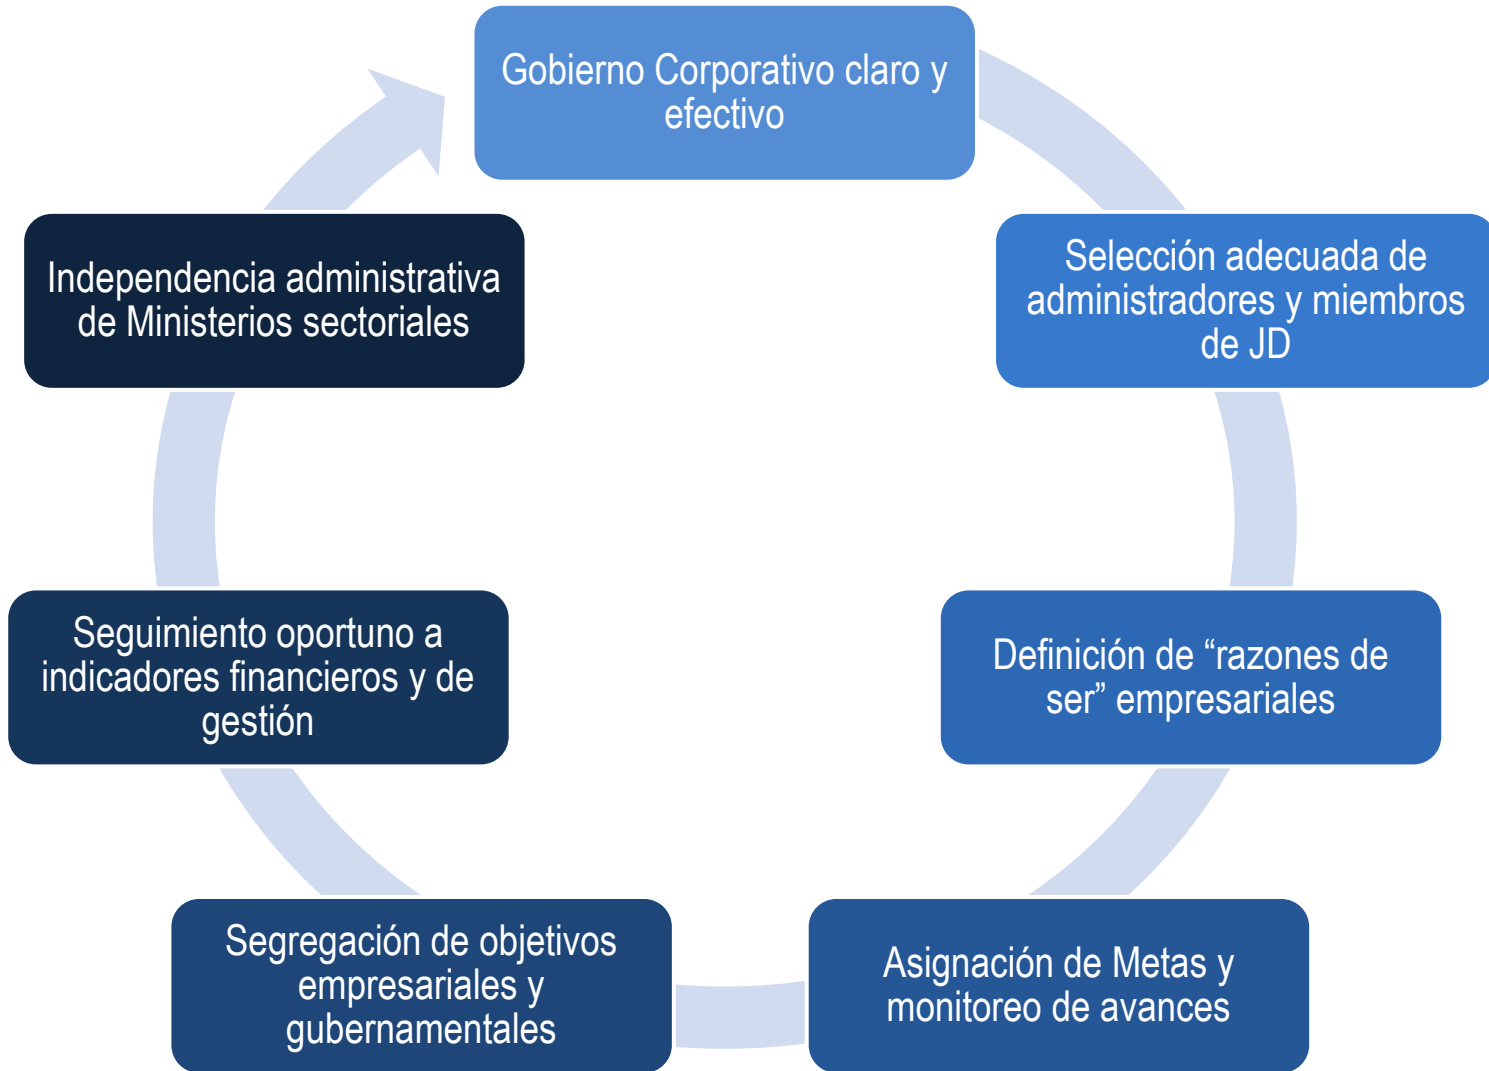 Gobierno Corporativo claro y
efectivo
Selección adecuada de
administradores y miembros
de JD
Definición de “razones de
ser” empresariales
Asignación de Metas y
monitoreo de avances
Segregación de objetivos
empresariales y
gubernamentales
Seguimiento oportuno a
indicadores financieros y de
gestión
Independencia administrativa
de Ministerios sectoriales